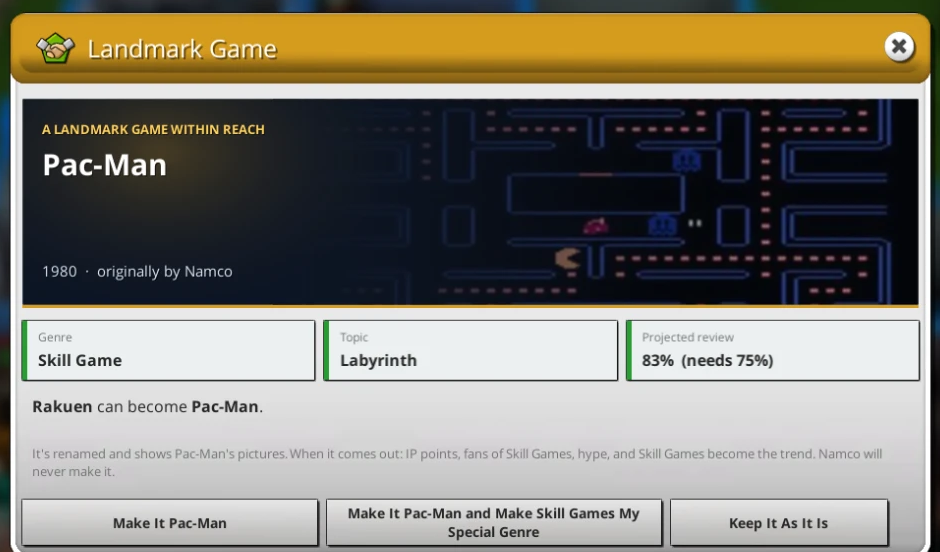 Landmark Game
A LANDMARK GAME WITHIN REACH
Pac-Man
1980 · originally by Namco
Genre
Skill Game
Topic
Labyrinth
Projected review
83% (needs 75%)
Rakuen can become Pac-Man.
It's renamed and shows Pac-Man's pictures. When it comes out: IP points, fans of Skill Games, hype, and Skill Games become the trend. Namco will
never make it.
Make It Pac-Man
Make It Pac-Man and Make Skill Games My
Special Genre
Keep It As It Is